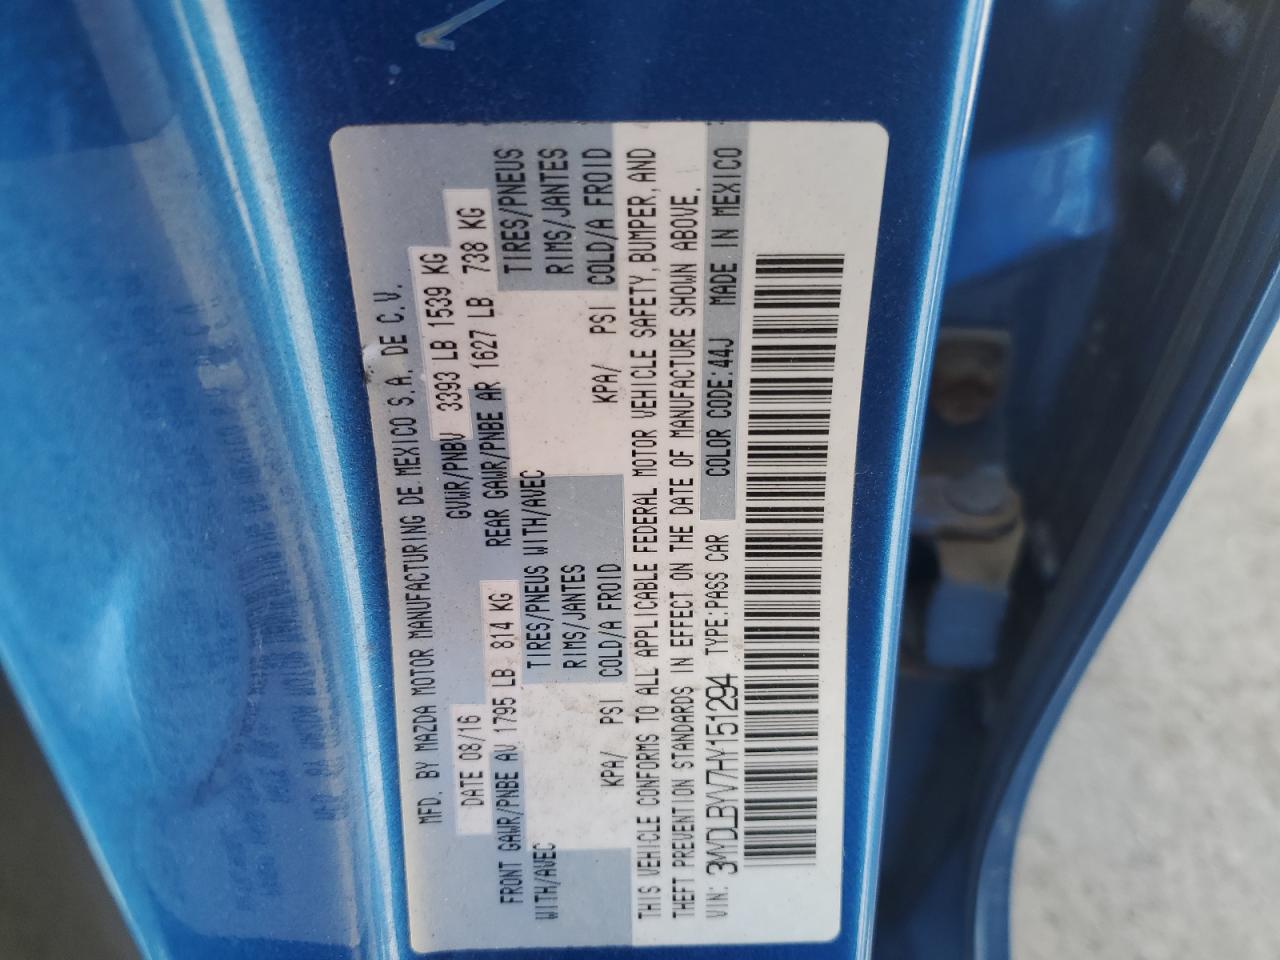 MFD. BY MAZDA MOTOR MANUFACTURING DE MEXICO S.A. DE C.V.
DATE 08/16 GVWR/PNBV 3393 LB 1539 KG
FRONT GAWR/PNBE AV 1795 LB 814 KG REAR GAWR/PNBE AR 1627 LB 738 KG
WITH/AVEC TIRES/PNEUS WITH/AVEC TIRES/PNEUS
RIMS/JANTES RIMS/JANTES
KPA/ PSI COLD/A FROID KPA/ PSI COLD/A FROID
THIS VEHICLE CONFORMS TO ALL APPLICABLE FEDERAL MOTOR VEHICLE SAFETY, BUMPER, AND
THEFT PREVENTION STANDARDS IN EFFECT ON THE DATE OF MANUFACTURE SHOWN ABOVE.
VIN: 3MYDLBYV7HY151294 TYPE: PASS CAR COLOR CODE: 44J MADE IN MEXICO